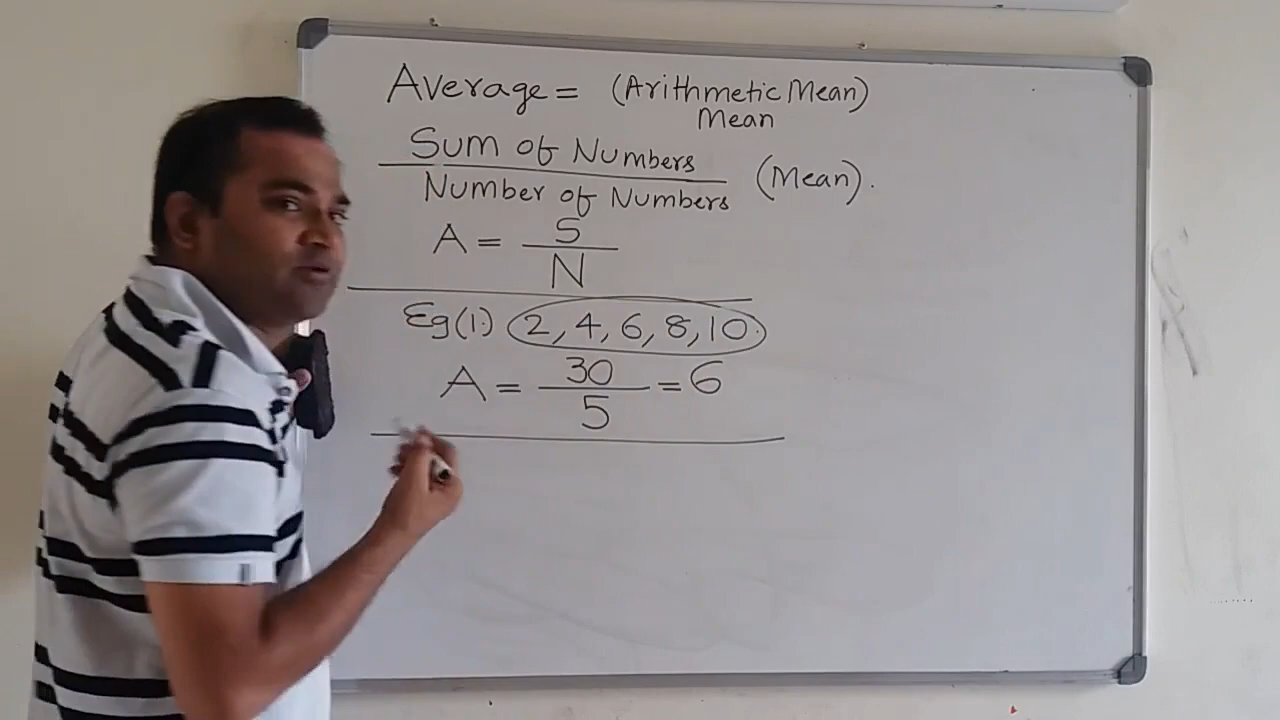 Average = (Arithmetic Mean)
Mean
Sum of Numbers
Number of Numbers (Mean).
A = S
N
Eg(1.) 2, 4, 6, 8, 10.
A = 30 = 6
5